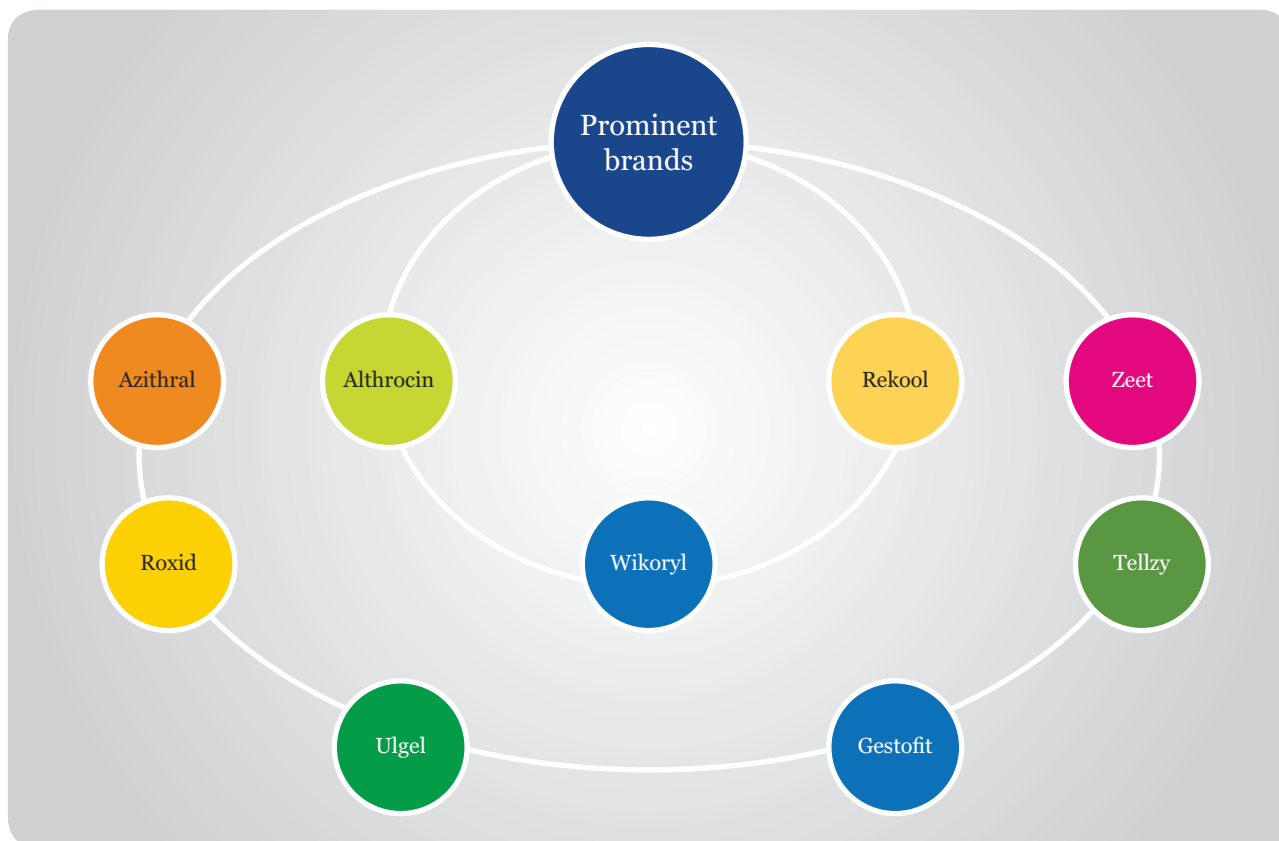 Prominent
brands
Azithral
Althrocin
Rekool
Zeet
Roxid
Wikoryl
Tellzy
Ulgel
Gestofit